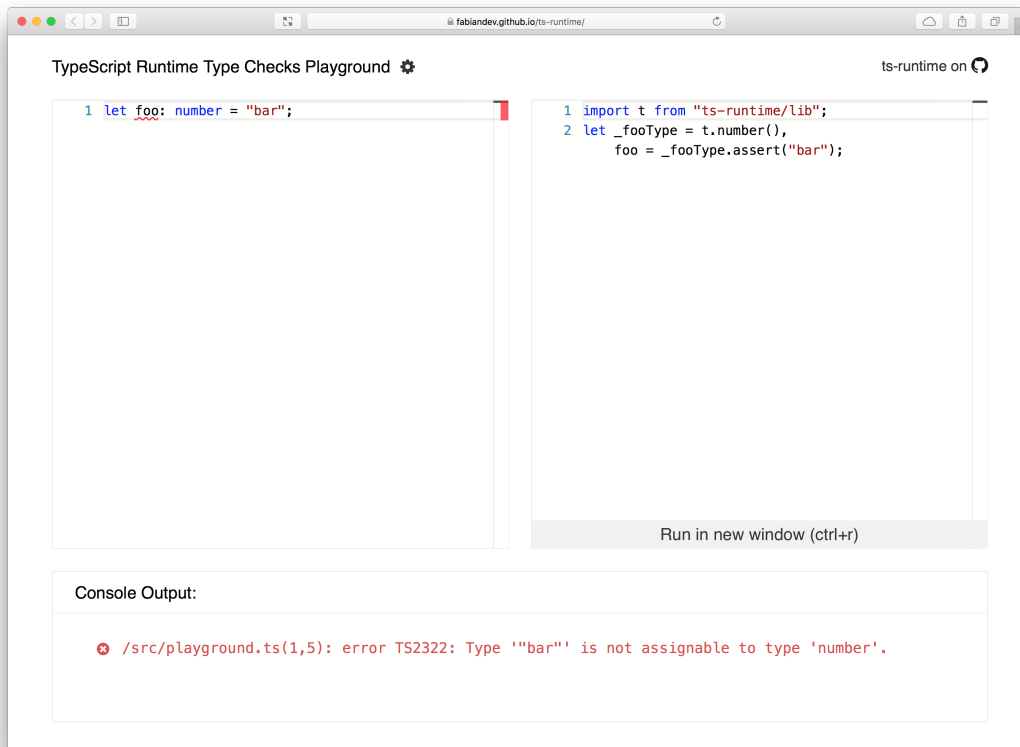 fabiandev.github.io/ts-runtime/
TypeScript Runtime Type Checks Playground
ts-runtime on
1 let foo: number = "bar";
1 import t from "ts-runtime/lib";
2 let _fooType = t.number(),
foo = _fooType.assert("bar");
Run in new window (ctrl+r)
Console Output:
/src/playground.ts(1,5): error TS2322: Type '"bar"' is not assignable to type 'number'.